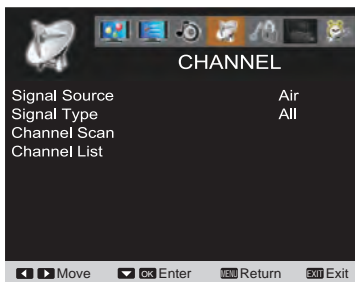 CHANNEL
Signal Source Air
Signal Type All
Channel Scan
Channel List
Move OK Enter MENU Return EXIT Exit